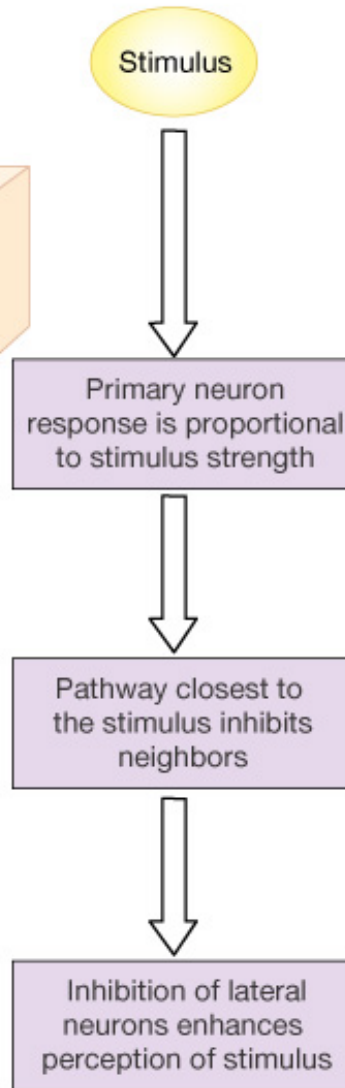 Stimulus
Primary neuron
response is proportional
to stimulus strength
Pathway closest to
the stimulus inhibits
neighbors
Inhibition of lateral
neurons enhances
perception of stimulus